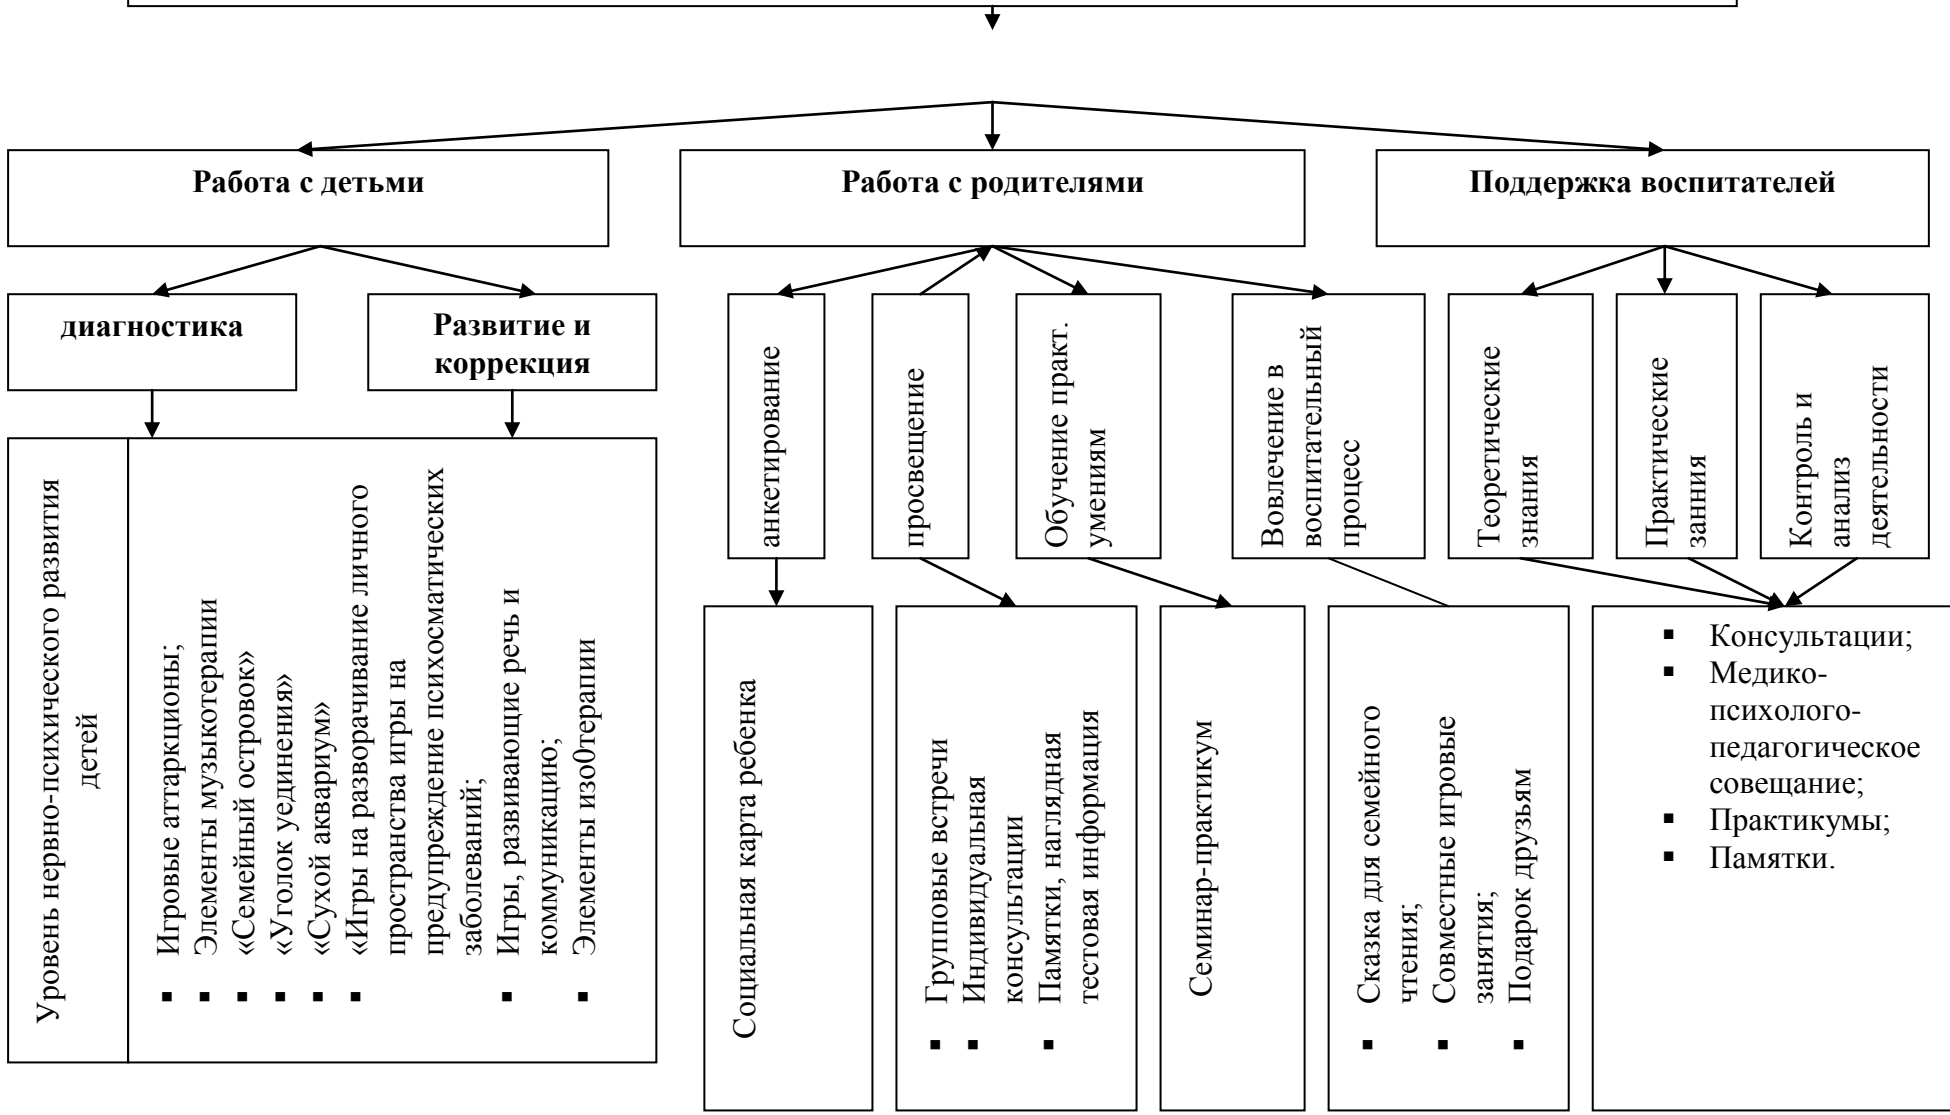 Работа с детьми
Работа с родителями
Поддержка воспитателей
диагностика
Развитие и
коррекция
анкетирование
просвещение
Обучение практ.
умениям
Вовлечение в
воспитательный
процесс
Теоретические
знания
Практические
занния
Контроль и
анализ
деятельности
Уровень нервно-психического развития
детей
▪ Игровые аттаркционы;
▪ Элементы музыкотерапии
▪ «Семейный островок»
▪ «Уголок уединения»
▪ «Сухой аквариум»
▪ «Игры на разворачивание личного
пространства игры на
предупреждение психосматических
заболеваний;
▪ Игры, развивающие речь и
коммуникацию;
▪ Элементы изо0терапии
Социальная карта ребенка
▪ Групповые встречи
▪ Индивидуальная
консультации
▪ Памятки, наглядная
тестовая информация
Семинар-практикум
▪ Сказка для семейного
чтения;
▪ Совместные игровые
занятия;
▪ Подарок друзьям
▪ Консультации;
▪ Медико-
психолого-
педагогическое
совещание;
▪ Практикумы;
▪ Памятки.